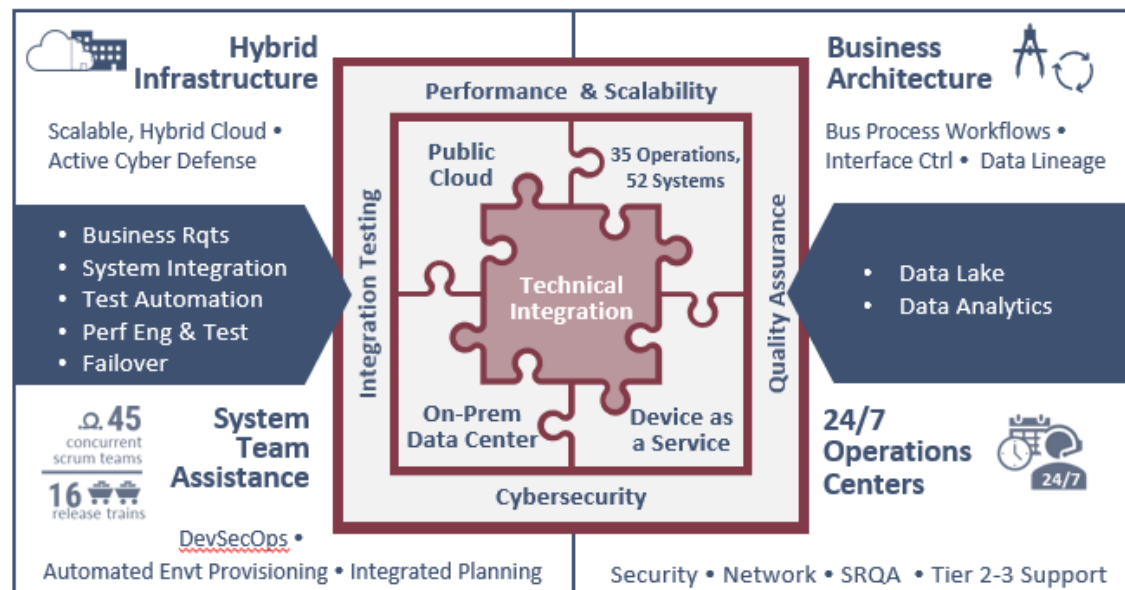 Hybrid
Infrastructure
Scalable, Hybrid Cloud •
Active Cyber Defense
Business
Architecture
Bus Process Workflows •
Interface Ctrl • Data Lineage
Performance & Scalability
Integration Testing
Quality Assurance
Cybersecurity
Public
Cloud
35 Operations,
52 Systems
Technical
Integration
On-Prem
Data Center
Device as
a Service
• Business Rqts
• System Integration
• Test Automation
• Perf Eng & Test
• Failover
• Data Lake
• Data Analytics
45
concurrent
scrum teams
16
release trains
System
Team
Assistance
DevSecOps •
Automated Envt Provisioning • Integrated Planning
24/7
Operations
Centers
24/7
Security • Network • SRQA • Tier 2-3 Support